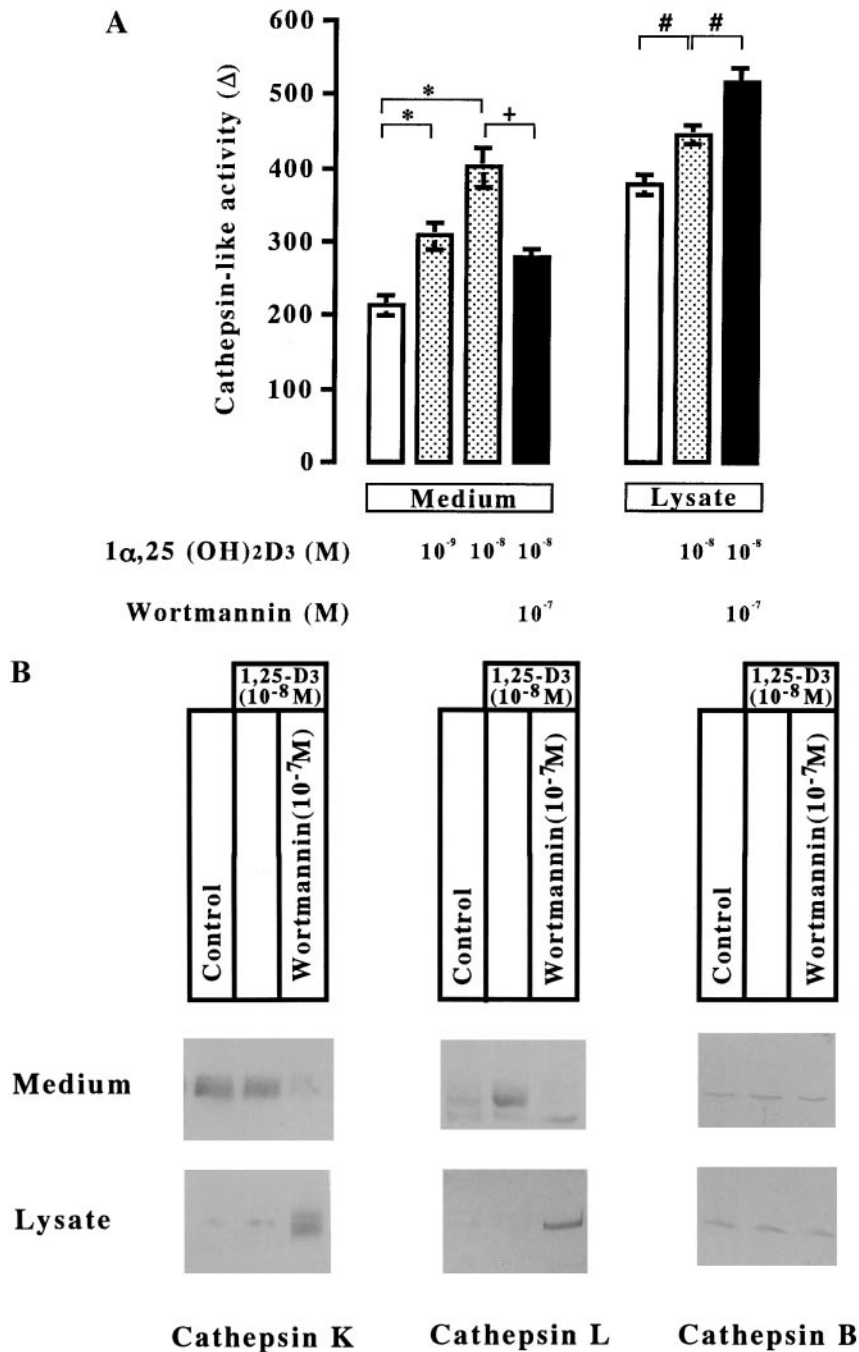 A
Cathepsin-like activity (Δ)
600
500
400
300
200
100
0
* * + # #
Medium Lysate
1α,25 (OH)2D3 (M) 10⁻⁹ 10⁻⁸ 10⁻⁸ 10⁻⁸ 10⁻⁸
Wortmannin (M) 10⁻⁷ 10⁻⁷
B
1,25-D3 1,25-D3 1,25-D3
(10⁻⁸M) (10⁻⁸M) (10⁻⁸M)
Control Wortmannin(10⁻⁷M) Control Wortmannin(10⁻⁷M) Control Wortmannin(10⁻⁷M)
Medium
Lysate
Cathepsin K Cathepsin L Cathepsin B